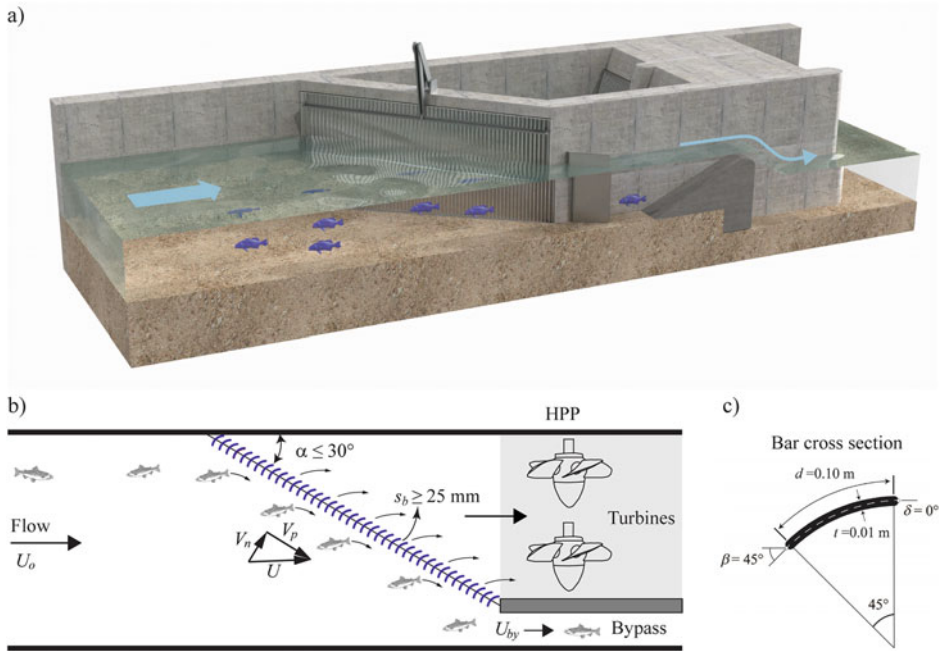 a)
b)
HPP
α ≤ 30°
s_b ≥ 25 mm
Flow
U_o
V_n
V_p
U
Turbines
U_by
Bypass
c)
Bar cross section
d = 0.10 m
δ = 0°
t = 0.01 m
β = 45°
45°